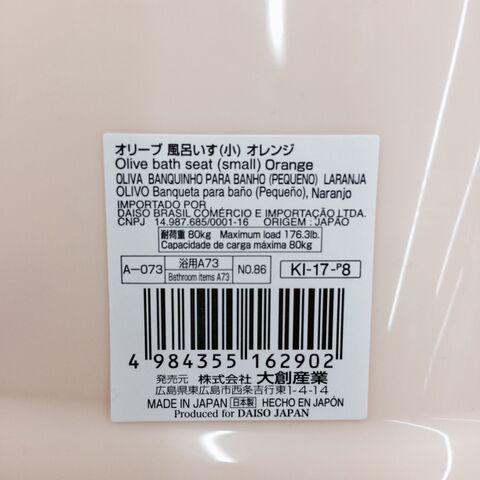 オリーブ 風呂いす(小) オレンジ
Olive bath seat (small) Orange
OLIVA BANQUINHO PARA BANHO (PEQUENO) LARANJA
OLIVO Banqueta para baño (Pequeño), Naranjo
IMPORTADO POR
DAISO BRASIL COMÉRCIO E IMPORTAÇÃO LTDA.
CNPJ 14.987.685/0001-16 ORIGEM : JAPÃO
耐荷重 80kg Maximum load 176.3lb.
Capacidade de carga máxima 80kg
A-073 浴用A73 NO.86 KI-17-P8
Bathroom items A73
4 984355 162902
発売元 株式会社 大創産業
広島県東広島市西条吉行東1-4-14
MADE IN JAPAN 日本製 HECHO EN JAPÓN
Produced for DAISO JAPAN